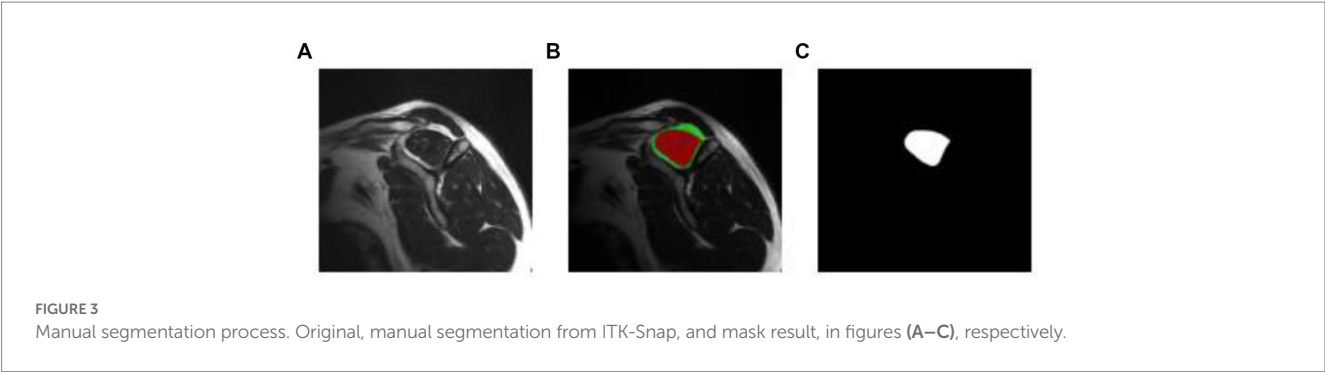 A B C
FIGURE 3
Manual segmentation process. Original, manual segmentation from ITK-Snap, and mask result, in figures (A–C), respectively.